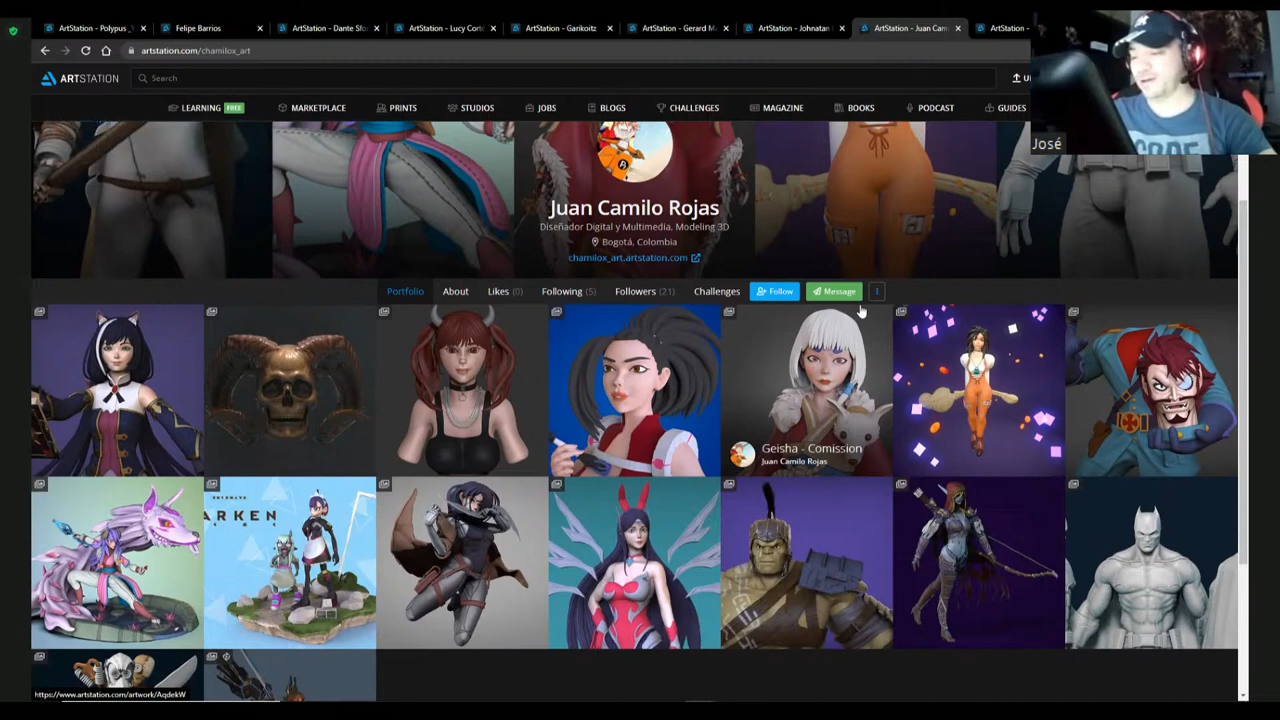 ArtStation - Polypus_
Felipe Barrios
ArtStation - Dante Sfo
ArtStation - Lucy Cort
ArtStation - Garikoitz
ArtStation - Gerard M
ArtStation - Johnatan
ArtStation - Juan Cam
ArtStation -
artstation.com/chamilox_art
ARTSTATION
Search
LEARNING FREE
MARKETPLACE
PRINTS
STUDIOS
JOBS
BLOGS
CHALLENGES
MAGAZINE
BOOKS
PODCAST
GUIDES
José
Juan Camilo Rojas
Diseñador Digital y Multimedia, Modeling 3D
Bogotá, Colombia
chamilox_art.artstation.com
Portfolio
About
Likes (0)
Following (5)
Followers (21)
Challenges
Follow
Message
Geisha - Comission
Juan Camilo Rojas
ARKEN
https://www.artstation.com/artwork/AqdekW